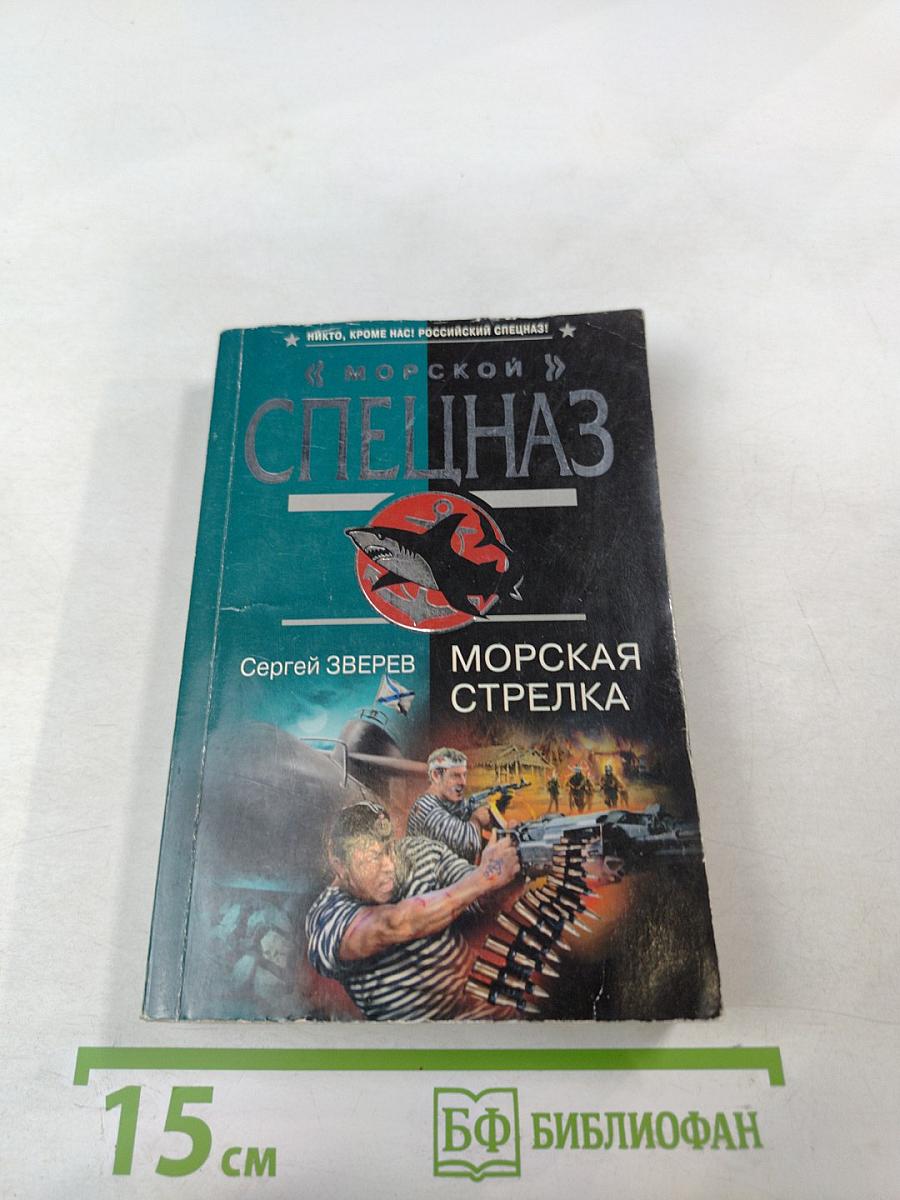 НИКТО, КРОМЕ НАС! РОССИЙСКИЙ СПЕЦНАЗ!
« МОРСКОЙ »
СПЕЦНАЗ
Сергей ЗВЕРЕВ
МОРСКАЯ
СТРЕЛКА
15 см
БФ БИБЛИОФАН